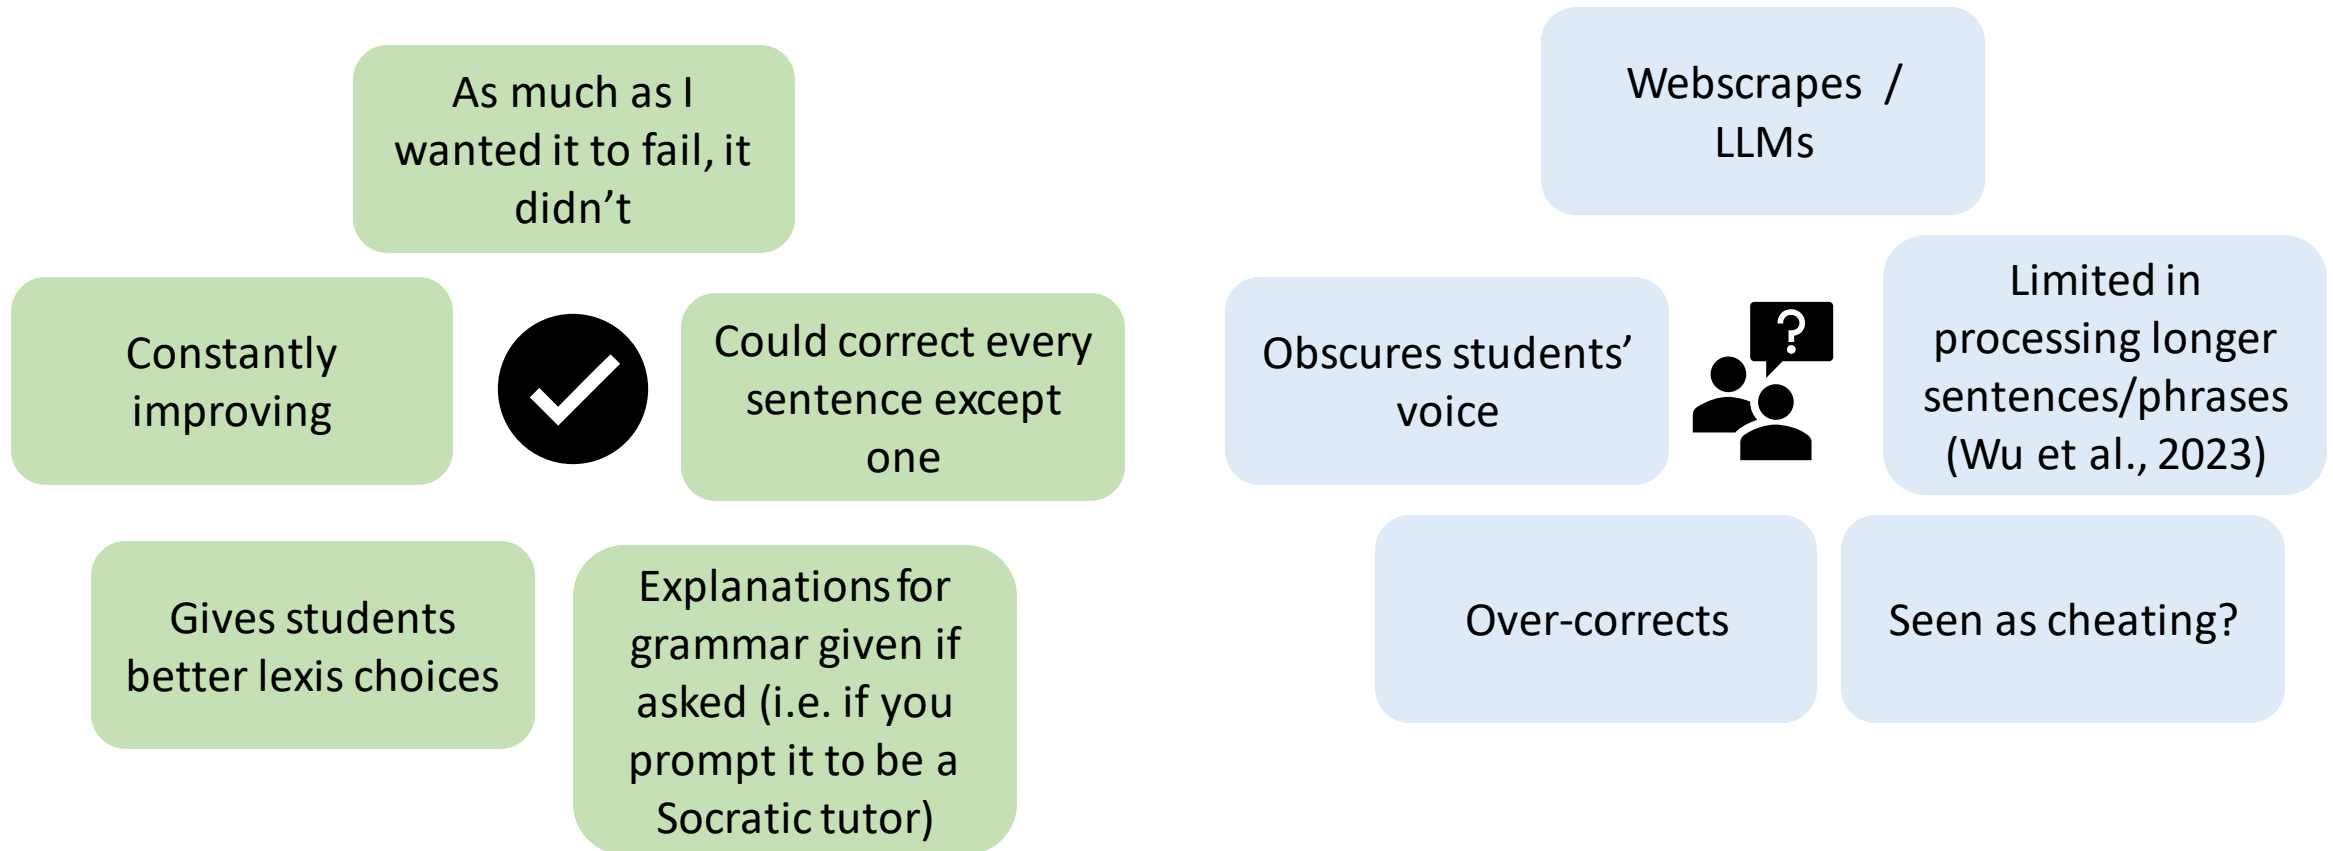 As much as I
wanted it to fail, it
didn’t
Constantly
improving
Could correct every
sentence except
one
Gives students
better lexis choices
Explanations for
grammar given if
asked (i.e. if you
prompt it to be a
Socratic tutor)
Webscrapes /
LLMs
Obscures students’
voice
?
Limited in
processing longer
sentences/phrases
(Wu et al., 2023)
Over-corrects
Seen as cheating?